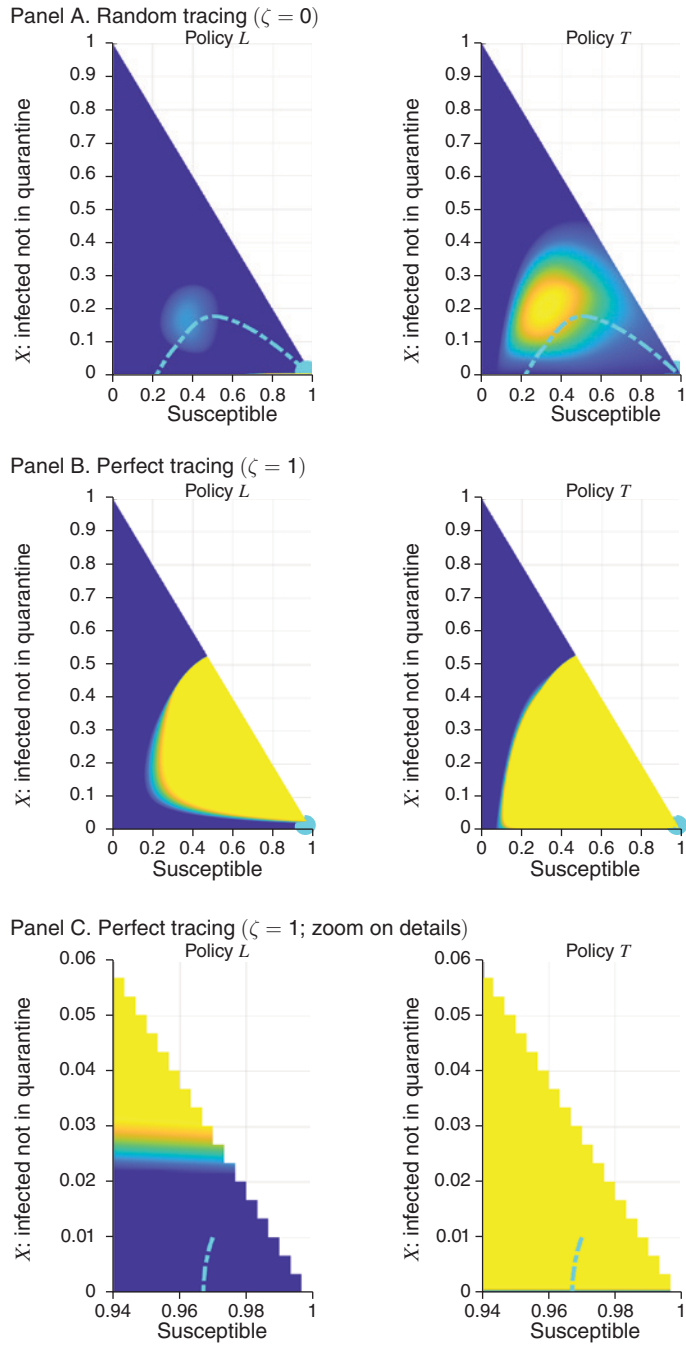 Panel A. Random tracing (ζ = 0)
Policy L
Policy T
X: infected not in quarantine
1
0.9
0.8
0.7
0.6
0.5
0.4
0.3
0.2
0.1
0
0 0.2 0.4 0.6 0.8 1
Susceptible
X: infected not in quarantine
1
0.9
0.8
0.7
0.6
0.5
0.4
0.3
0.2
0.1
0
0 0.2 0.4 0.6 0.8 1
Susceptible
Panel B. Perfect tracing (ζ = 1)
Policy L
Policy T
X: infected not in quarantine
1
0.9
0.8
0.7
0.6
0.5
0.4
0.3
0.2
0.1
0
0 0.2 0.4 0.6 0.8 1
Susceptible
X: infected not in quarantine
1
0.9
0.8
0.7
0.6
0.5
0.4
0.3
0.2
0.1
0
0 0.2 0.4 0.6 0.8 1
Susceptible
Panel C. Perfect tracing (ζ = 1; zoom on details)
Policy L
Policy T
X: infected not in quarantine
0.06
0.05
0.04
0.03
0.02
0.01
0
0.94 0.96 0.98 1
Susceptible
X: infected not in quarantine
0.06
0.05
0.04
0.03
0.02
0.01
0
0.94 0.96 0.98 1
Susceptible